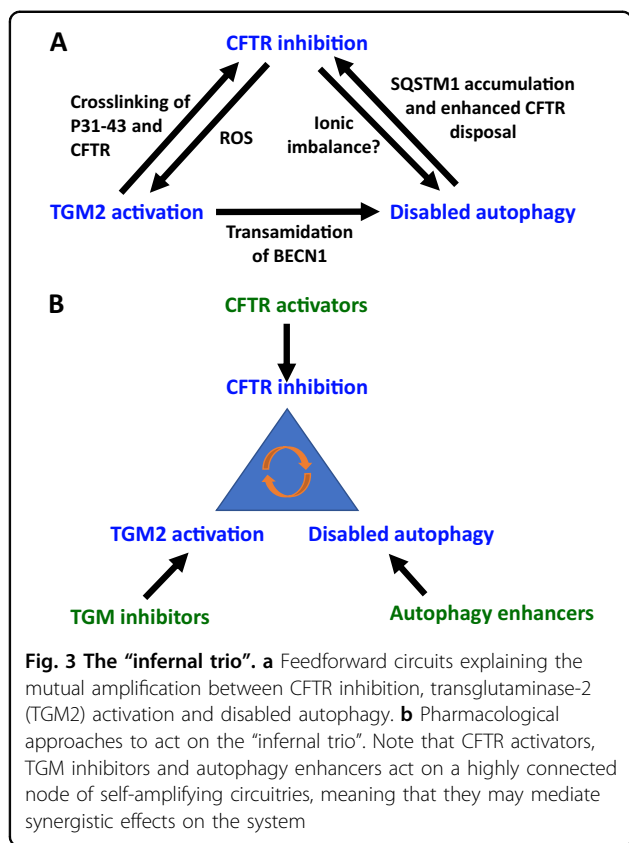 A
CFTR inhibition
Crosslinking of
P31-43 and
CFTR
ROS
Ionic
imbalance?
SQSTM1 accumulation
and enhanced CFTR
disposal
TGM2 activation
Disabled autophagy
Transamidation
of BECN1
B
CFTR activators
CFTR inhibition
TGM2 activation
Disabled autophagy
TGM inhibitors
Autophagy enhancers
Fig. 3 The “infernal trio”. a Feedforward circuits explaining the
mutual amplification between CFTR inhibition, transglutaminase-2
(TGM2) activation and disabled autophagy. b Pharmacological
approaches to act on the “infernal trio”. Note that CFTR activators,
TGM inhibitors and autophagy enhancers act on a highly connected
node of self-amplifying circuitries, meaning that they may mediate
synergistic effects on the system